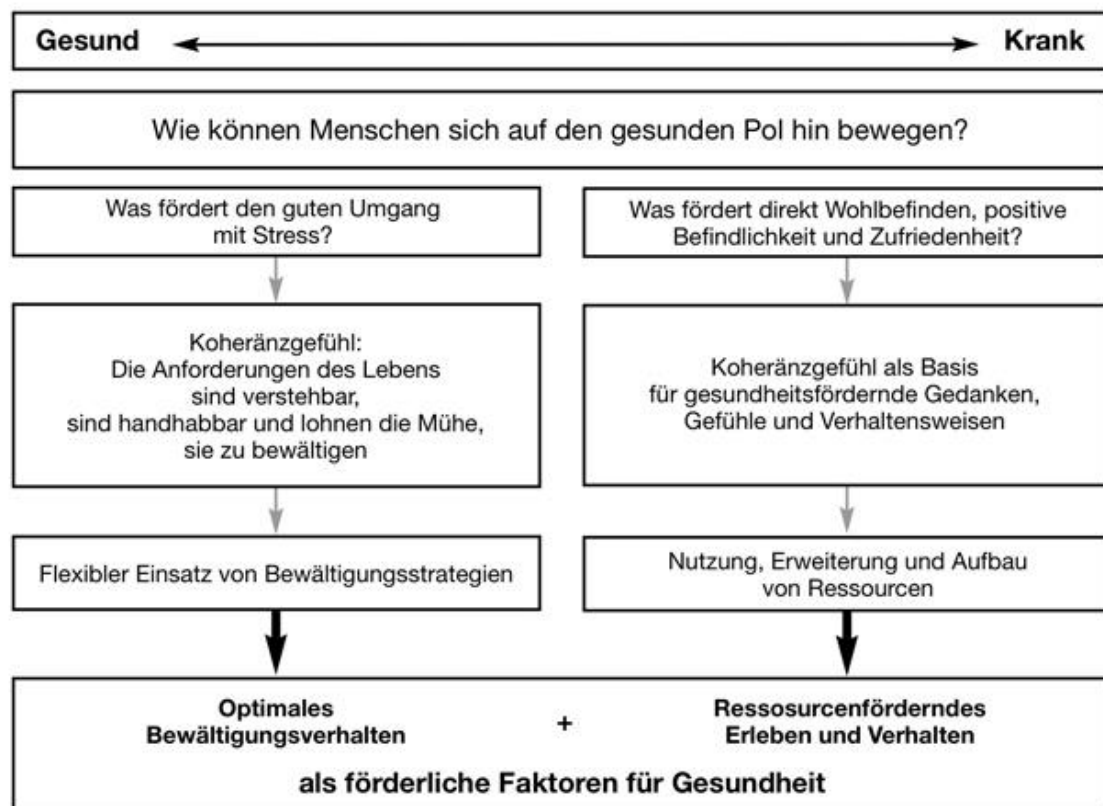 Gesund Krank
Wie können Menschen sich auf den gesunden Pol hin bewegen?
Was fördert den guten Umgang
mit Stress?
Was fördert direkt Wohlbefinden, positive
Befindlichkeit und Zufriedenheit?
Koheränzgefühl:
Die Anforderungen des Lebens
sind verstehbar,
sind handhabbar und lohnen die Mühe,
sie zu bewältigen
Koheränzgefühl als Basis
für gesundheitsfördernde Gedanken,
Gefühle und Verhaltensweisen
Flexibler Einsatz von Bewältigungsstrategien
Nutzung, Erweiterung und Aufbau
von Ressourcen
Optimales
Bewältigungsverhalten
+
Ressosurcenförderndes
Erleben und Verhalten
als förderliche Faktoren für Gesundheit